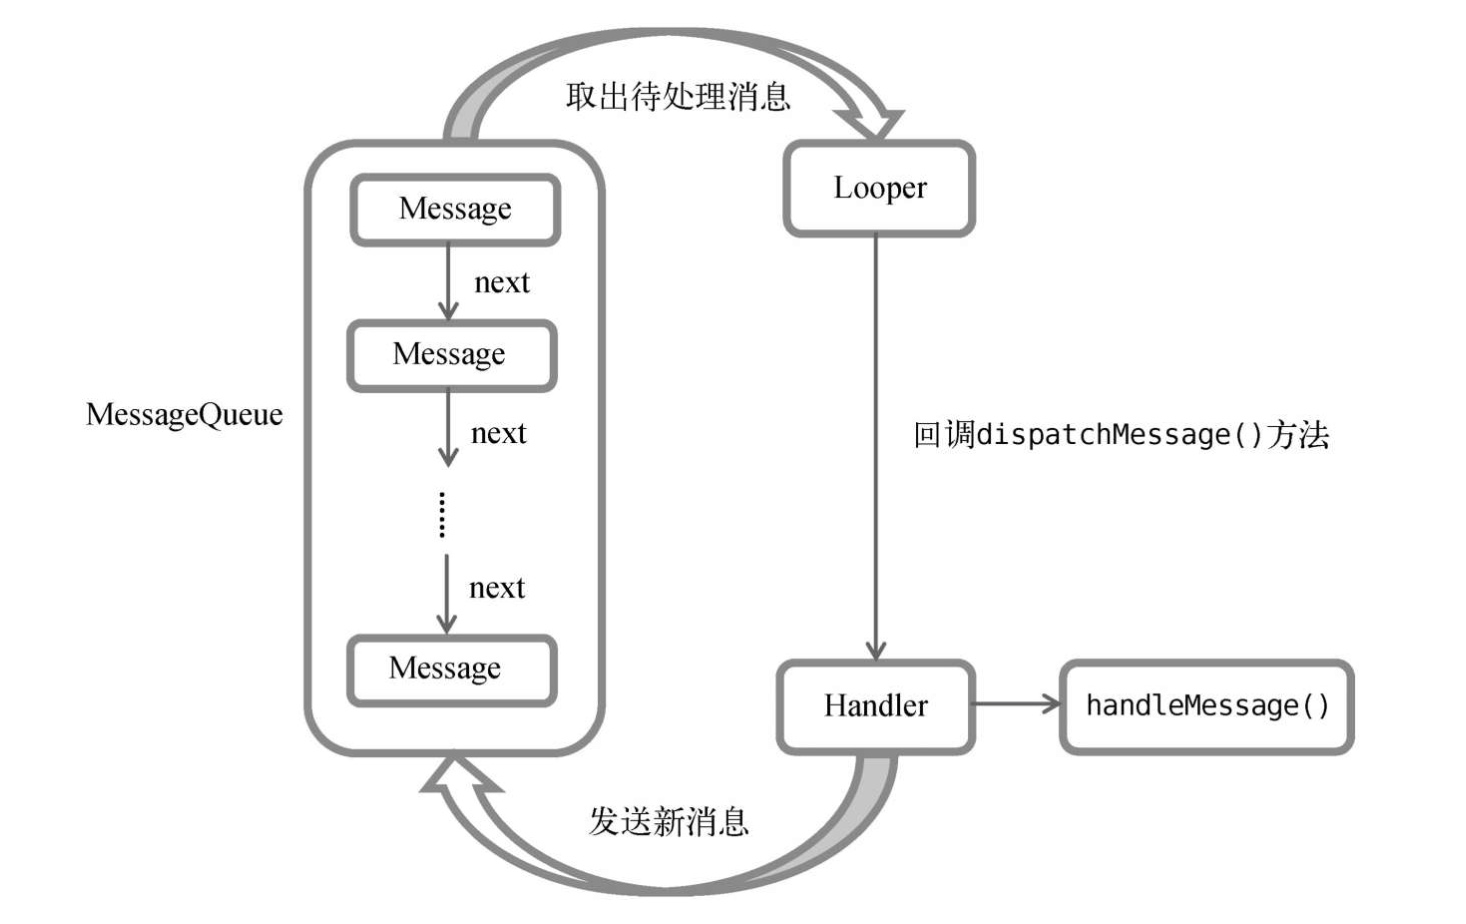 取出待处理消息
Looper
Message
next
Message
next
MessageQueue
回调dispatchMessage()方法
next
Message
Handler
handleMessage()
发送新消息